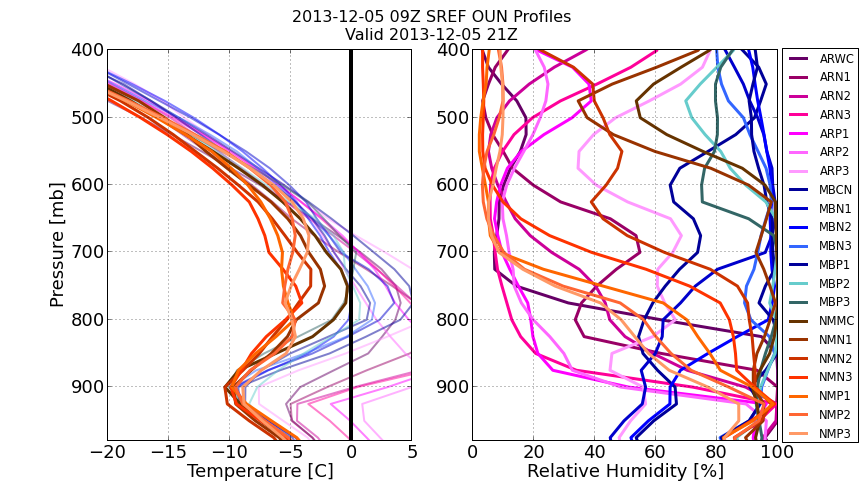 2013-12-05 09Z SREF OUN Profiles
Valid 2013-12-05 21Z
400
500
600
700
800
900
Pressure [mb]
−20 −15 −10 −5 0 5
Temperature [C]
400
500
600
700
800
900
0 20 40 60 80 100
Relative Humidity [%]
ARWC
ARN1
ARN2
ARN3
ARP1
ARP2
ARP3
MBCN
MBN1
MBN2
MBN3
MBP1
MBP2
MBP3
NMMC
NMN1
NMN2
NMN3
NMP1
NMP2
NMP3